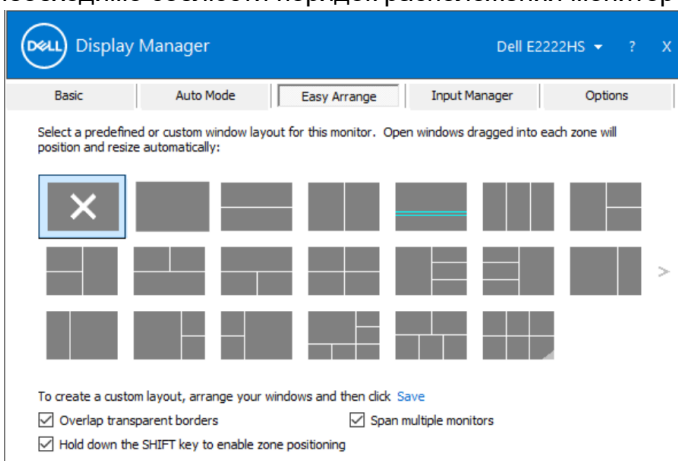 порядок расположения монитор
DELL Display Manager
Dell E2222HS ? X
Basic Auto Mode Easy Arrange Input Manager Options
Select a predefined or custom window layout for this monitor. Open windows dragged into each zone will
position and resize automatically:
>
To create a custom layout, arrange your windows and then click Save
Overlap transparent borders Span multiple monitors
Hold down the SHIFT key to enable zone positioning